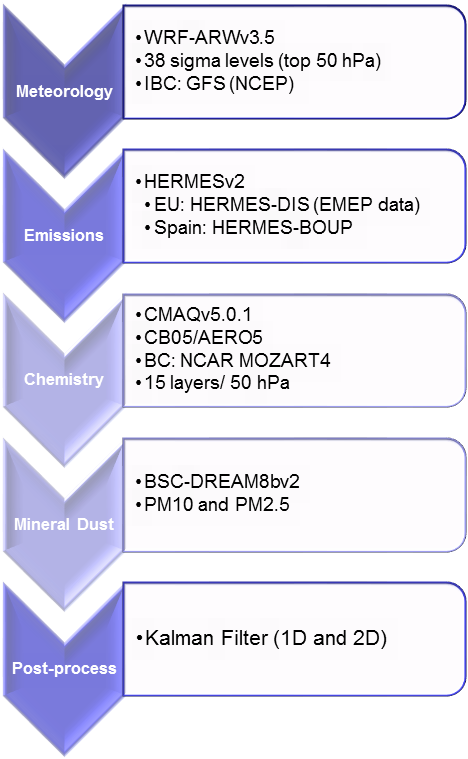 Meteorology
•WRF-ARWv3.5
•38 sigma levels (top 50 hPa)
•IBC: GFS (NCEP)
Emissions
•HERMESv2
•EU: HERMES-DIS (EMEP data)
•Spain: HERMES-BOUP
Chemistry
•CMAQv5.0.1
•CB05/AERO5
•BC: NCAR MOZART4
•15 layers/ 50 hPa
Mineral Dust
•BSC-DREAM8bv2
•PM10 and PM2.5
Post-process
•Kalman Filter (1D and 2D)